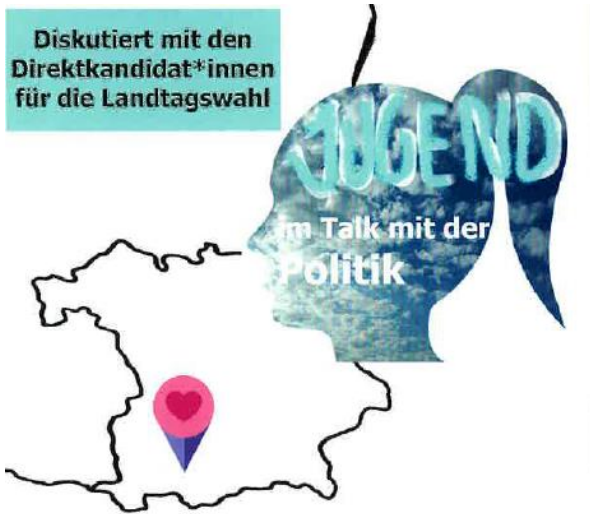 Diskutiert mit den
Direktkandidat*innen
für die Landtagswahl
JUGEND
im Talk mit der
Politik